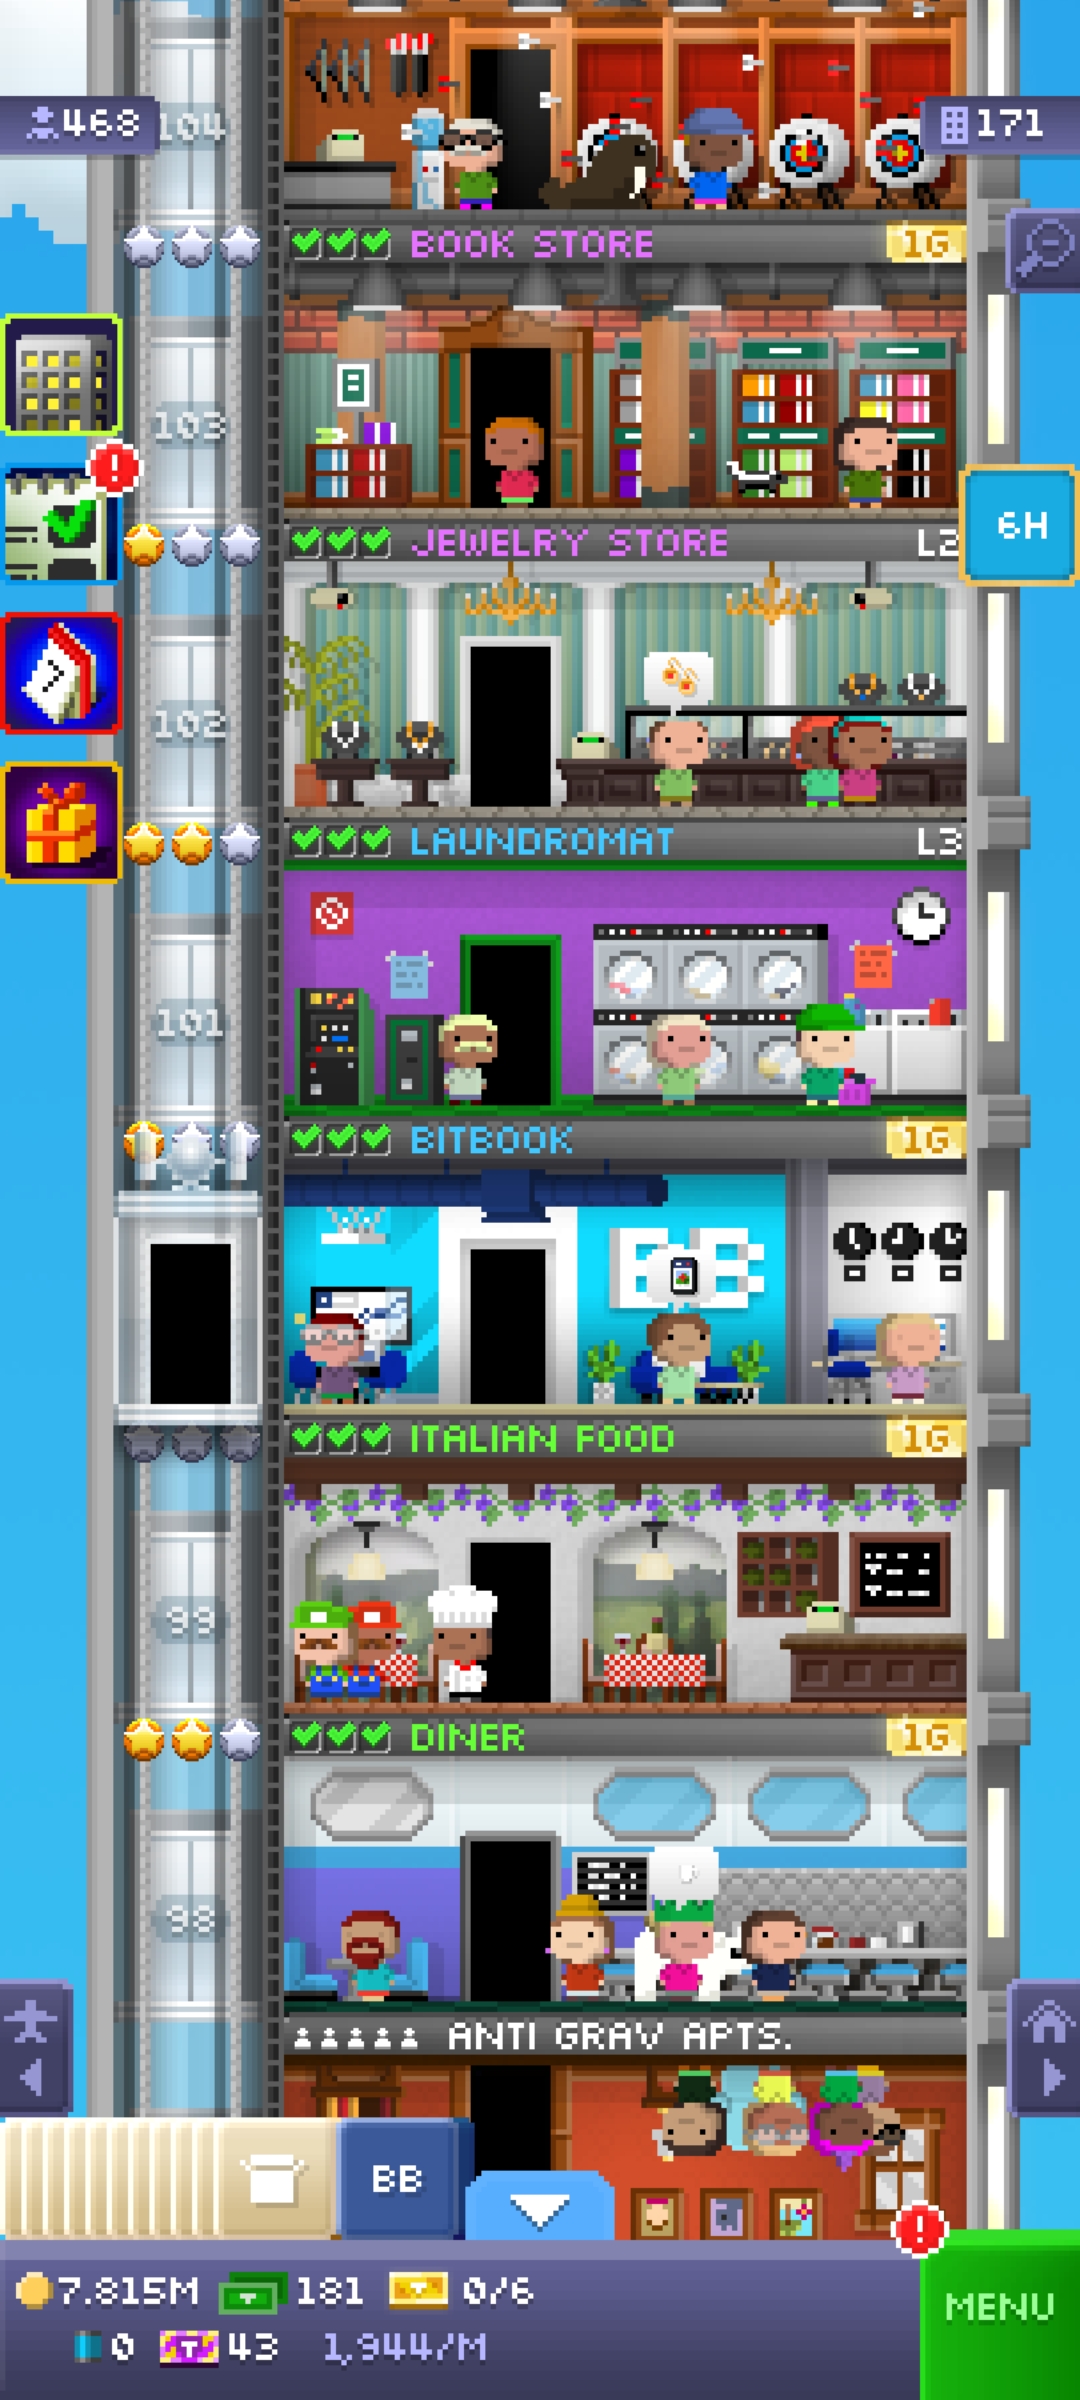 468
104
171
BOOK STORE
1G
103
JEWELRY STORE
L2
6H
7
102
LAUNDROMAT
L3
101
BITBOOK
1G
BB
ITALIAN FOOD
1G
99
DINER
1G
98
ANTI GRAV APTS.
BB
7.815M
181
0/6
MENU
0
T
43
1,944/M